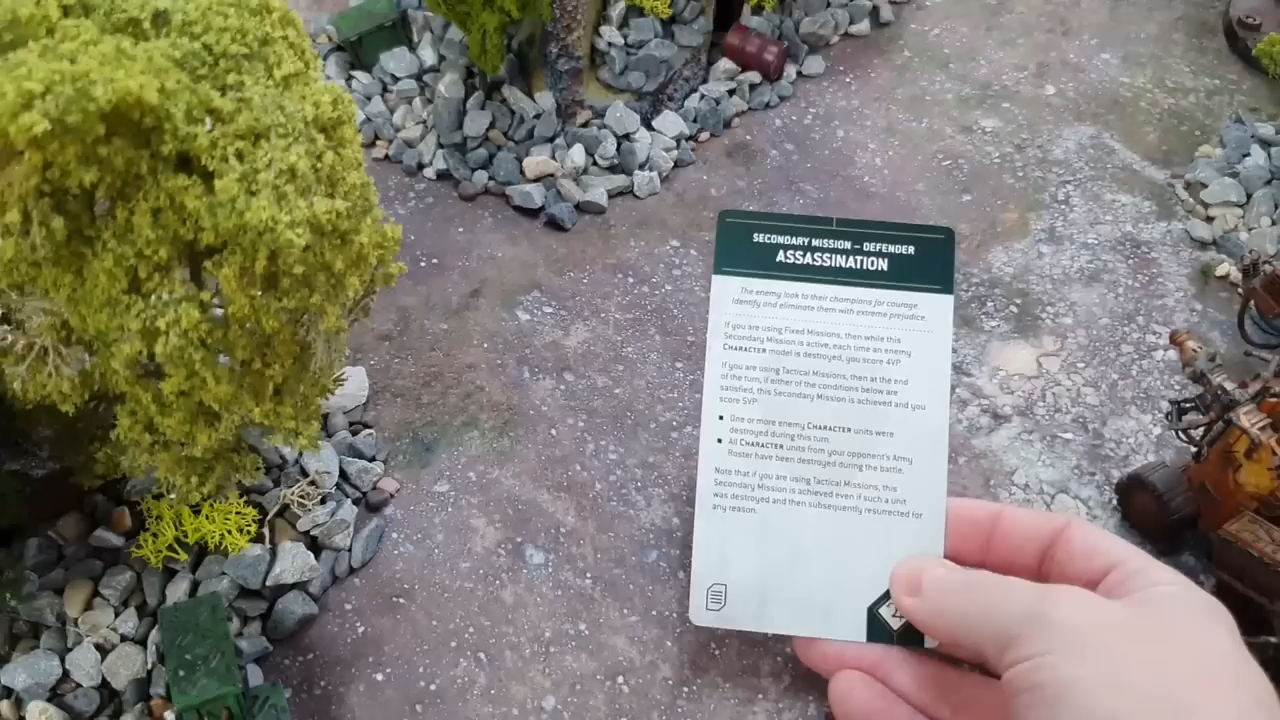 SECONDARY MISSION – DEFENDER
ASSASSINATION
The enemy look to their champions for courage.
Identify and eliminate them with extreme prejudice.
If you are using Fixed Missions, then while this
Secondary Mission is active, each time an enemy
CHARACTER model is destroyed, you score 4VP.
If you are using Tactical Missions, then at the end
of the turn, if either of the conditions below are
satisfied, this Secondary Mission is achieved and you
score 5VP:
▪ One or more enemy CHARACTER units were
destroyed during this turn.
▪ All CHARACTER units from your opponent's Army
Roster have been destroyed during the battle.
Note that if you are using Tactical Missions, this
Secondary Mission is achieved even if such a unit
was destroyed and then subsequently resurrected for
any reason.